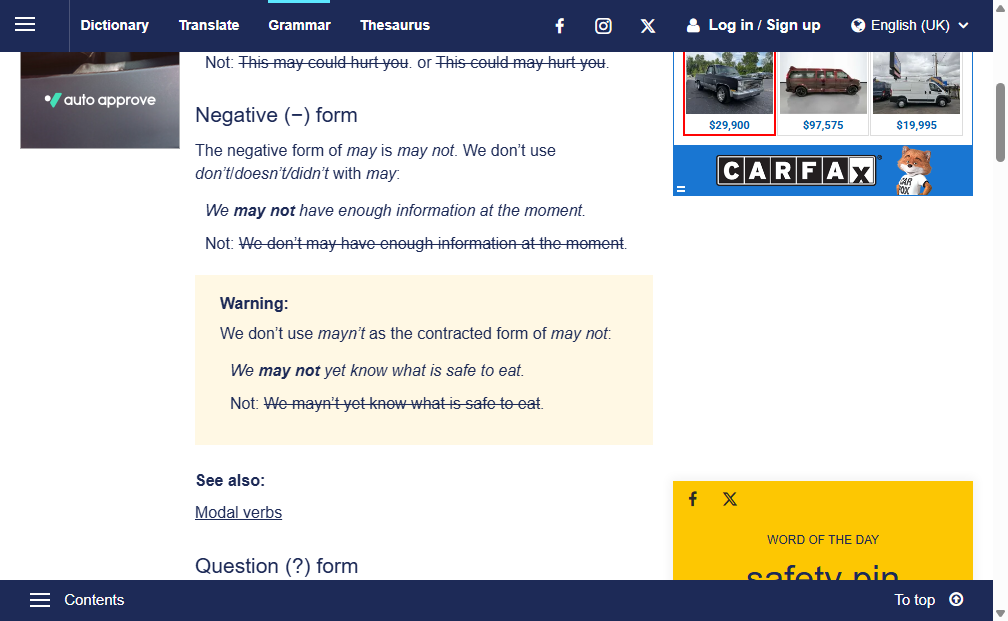 Dictionary Translate Grammar Thesaurus Log in / Sign up English (UK)
Not: This may could hurt you. or This could may hurt you.
auto approve
Negative (−) form
The negative form of may is may not. We don’t use
don’t/doesn’t/didn’t with may:
We may not have enough information at the moment.
Not: We don’t may have enough information at the moment.
Warning:
We don’t use mayn’t as the contracted form of may not:
We may not yet know what is safe to eat.
Not: We mayn’t yet know what is safe to eat.
See also:
Modal verbs
Question (?) form
$29,900 $97,575 $19,995
CARFAX
CAR
FOX
WORD OF THE DAY
safety pin
Contents To top